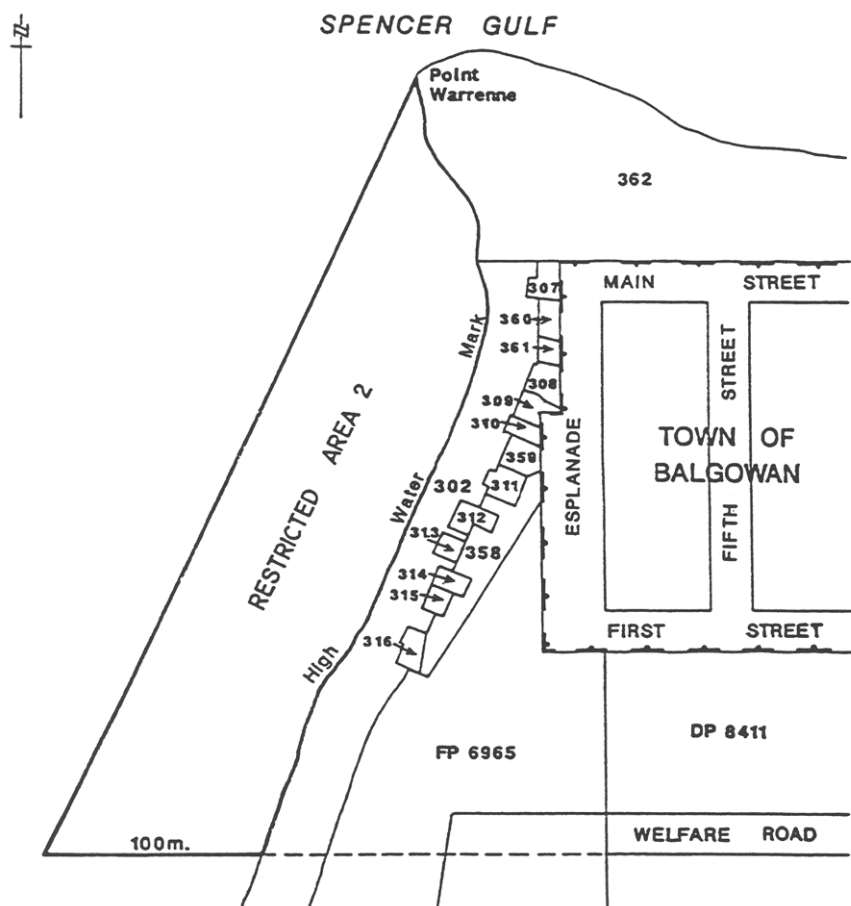 SPENCER GULF
N
Point
Warrenne
362
307
MAIN STREET
360
Mark
361
308
309
310
RESTRICTED AREA 2
FIFTH STREET
ESPLANADE
TOWN OF
BALGOWAN
359
302
311
Water
312
313
358
314
315
316
FIRST STREET
High
DP 8411
FP 6965
WELFARE ROAD
100m.